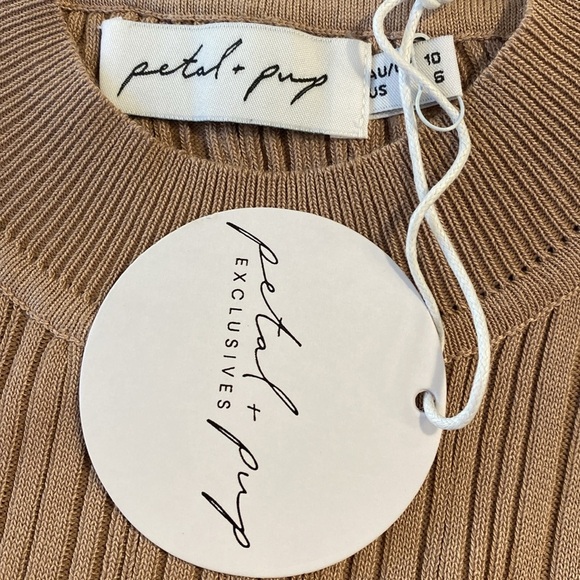 petal + pup
AU/ 10
US 6
petal + pup
EXCLUSIVES